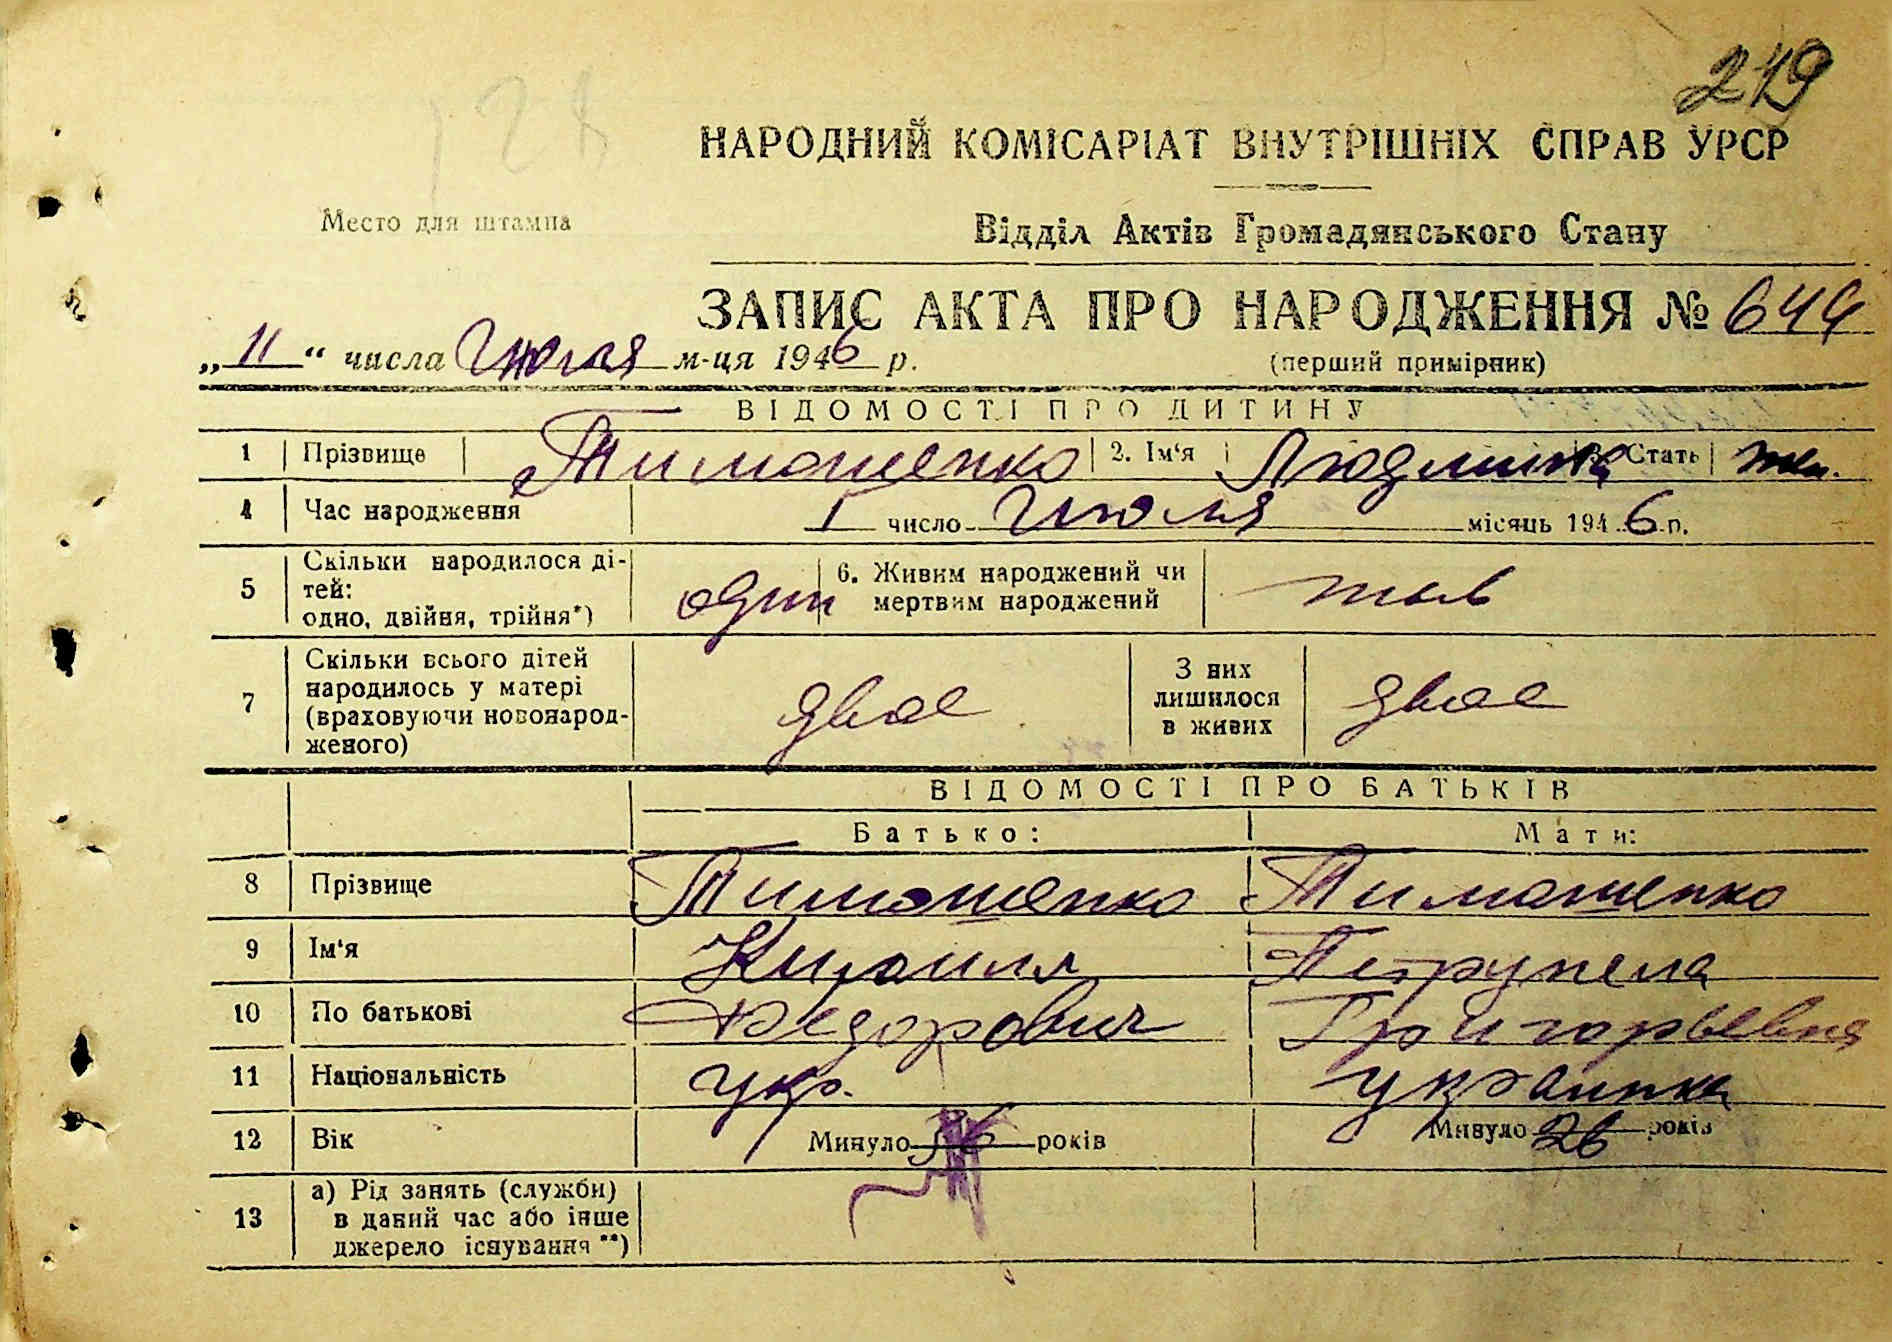 219
НАРОДНИЙ КОМІСАРІАТ ВНУТРІШНІХ СПРАВ УРСР
Место для штампа
Відділ Актів Громадянського Стану
ЗАПИС АКТА ПРО НАРОДЖЕННЯ № 644
„11“ числа Июля м-ця 1946 р.
(перший примірник)
ВІДОМОСТІ ПРО ДИТИНУ
1 Прізвище Тимошенко 2. Ім'я Людмила 3. Стать жен.
4 Час народження 1 число Июля місяць 1946 р.
5 Скільки народилося ді-
тей:
одно, двійня, трійня*) один
6. Живим народжений чи
мертвим народжений жив
7 Скільки всього дітей
народилось у матері
(враховуючи новонарод-
женого) двое
З них
лишилося
в живих двое
ВІДОМОСТІ ПРО БАТЬКІВ
Батько: Мати:
8 Прізвище Тимошенко Тимошенко
9 Ім'я Кирилл Петрунела
10 По батькові Федорович Григорьевна
11 Національність укр. украинка
12 Вік Минуло років Минуло 26 років
13 а) Рід занять (служби)
в даний час або інше
джерело існування **)